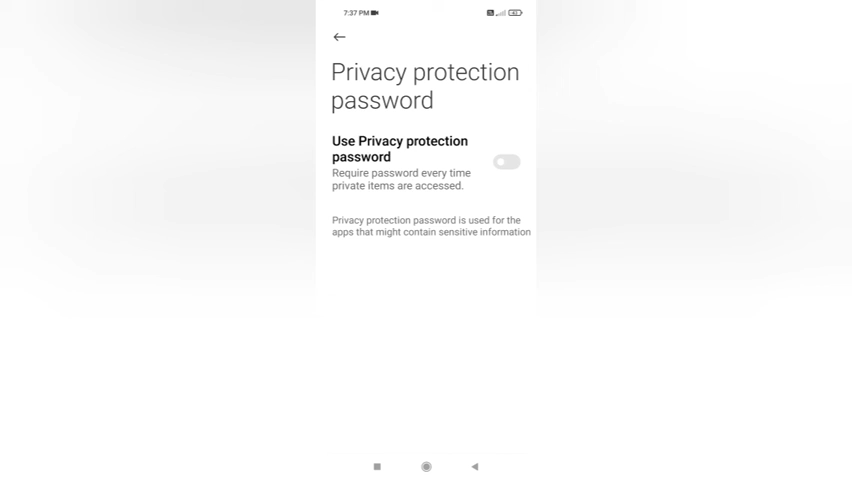 7:37 PM
Privacy protection
password
Use Privacy protection
password
Require password every time
private items are accessed.
Privacy protection password is used for the
apps that might contain sensitive information